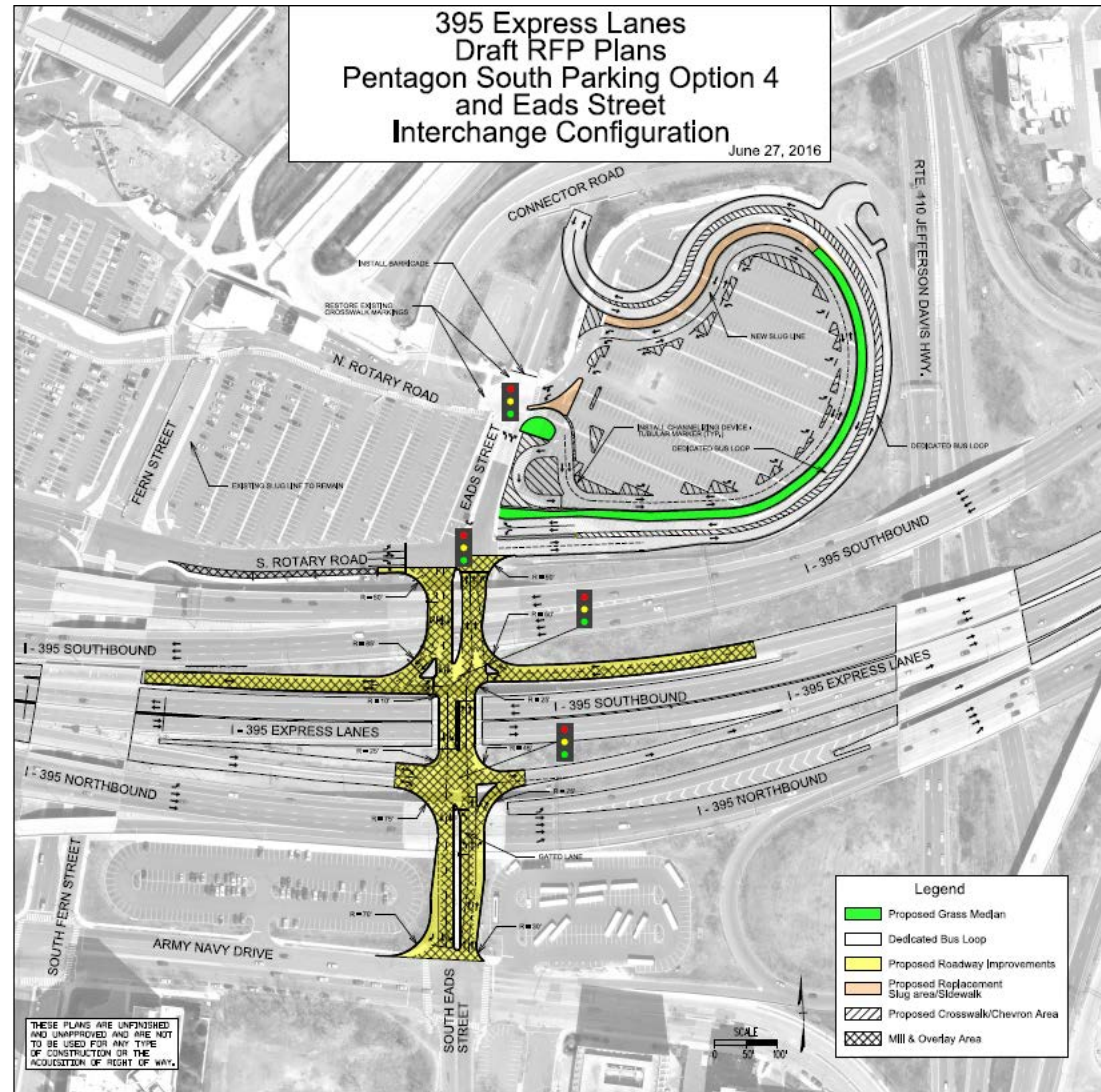 395 Express Lanes
Draft RFP Plans
Pentagon South Parking Option 4
and Eads Street
Interchange Configuration
June 27, 2016
CONNECTOR ROAD
RTE. 110 JEFFERSON DAVIS HWY.
INSTALL BARRICADE
RESTORE EXISTING
CROSSWALK MARKINGS
NEW SLUG LINE
N. ROTARY ROAD
INSTALL CHANNELIZING DEVICE -
TUBULAR MARKER (TYP.)
DEDICATED BUS LOOP
DEDICATED BUS LOOP
FERN STREET
EADS STREET
EXISTING SLUG LINE TO REMAIN
S. ROTARY ROAD
I - 395 SOUTHBOUND
I - 395 SOUTHBOUND
I - 395 SOUTHBOUND
I - 395 EXPRESS LANES
I - 395 EXPRESS LANES
I - 395 NORTHBOUND
I - 395 NORTHBOUND
GATED LANE
SOUTH FERN STREET
ARMY NAVY DRIVE
SOUTH EADS
STREET
Legend
Proposed Grass Median
Dedicated Bus Loop
Proposed Roadway Improvements
Proposed Replacement
Slug area/Sidewalk
Proposed Crosswalk/Chevron Area
Mill & Overlay Area
SCALE
0 50' 100'
THESE PLANS ARE UNFINISHED
AND UNAPPROVED AND ARE NOT
TO BE USED FOR ANY TYPE
OF CONSTRUCTION OR THE
ACQUISITION OF RIGHT OF WAY.